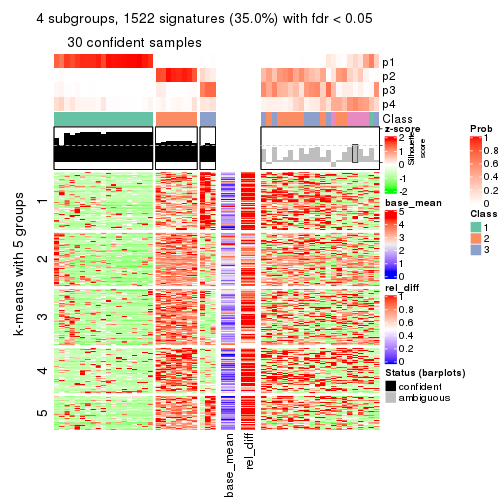 4 subgroups, 1522 signatures (35.0%) with fdr < 0.05
30 confident samples
p1
p2
p3
p4
Class
Silhouette
score
k-means with 5 groups
1
2
3
4
5
base_mean
rel_diff
z-score
2
1
0
-1
-2
base_mean
5
4
3
2
1
0
rel_diff
1
0.8
0.6
0.4
0.2
0
Status (barplots)
confident
ambiguous
Prob
1
0.8
0.6
0.4
0.2
0
Class
1
2
3